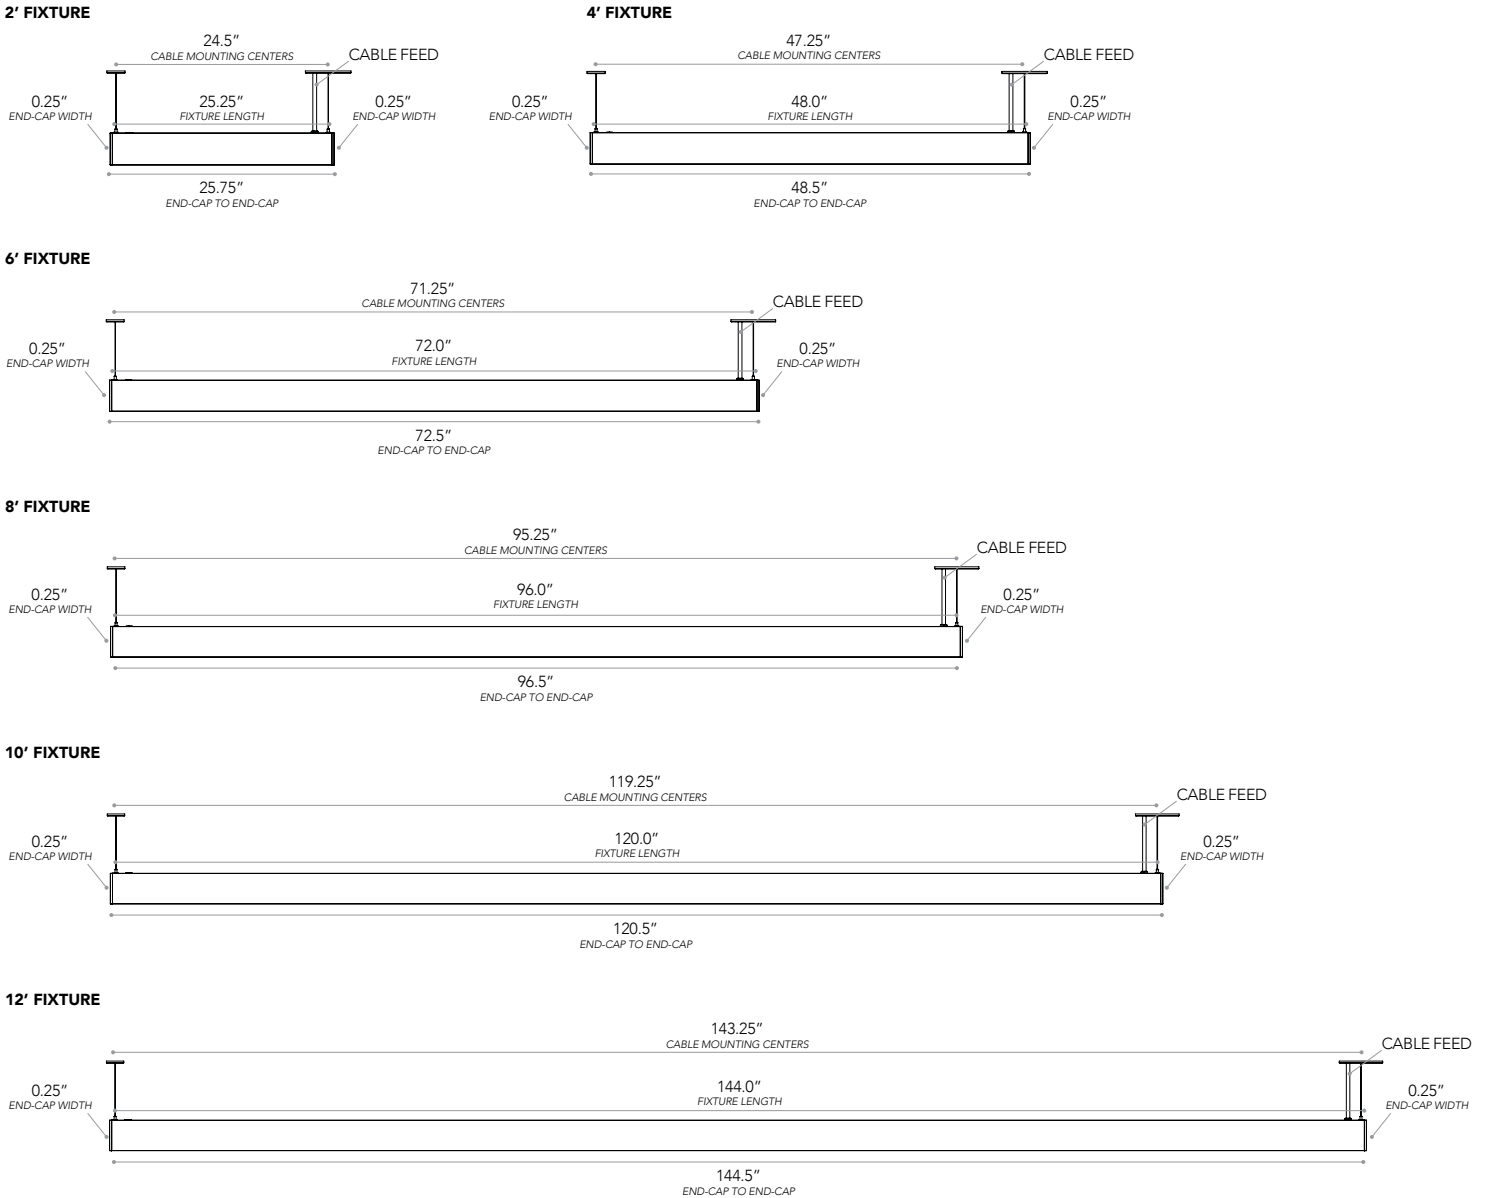 2’ FIXTURE
24.5”
CABLE MOUNTING CENTERS
CABLE FEED
0.25”
END-CAP WIDTH
25.25”
FIXTURE LENGTH
0.25”
END-CAP WIDTH
25.75”
END-CAP TO END-CAP
4’ FIXTURE
47.25”
CABLE MOUNTING CENTERS
CABLE FEED
0.25”
END-CAP WIDTH
48.0”
FIXTURE LENGTH
0.25”
END-CAP WIDTH
48.5”
END-CAP TO END-CAP
6’ FIXTURE
71.25”
CABLE MOUNTING CENTERS
CABLE FEED
0.25”
END-CAP WIDTH
72.0”
FIXTURE LENGTH
0.25”
END-CAP WIDTH
72.5”
END-CAP TO END-CAP
8’ FIXTURE
95.25”
CABLE MOUNTING CENTERS
CABLE FEED
0.25”
END-CAP WIDTH
96.0”
FIXTURE LENGTH
0.25”
END-CAP WIDTH
96.5”
END-CAP TO END-CAP
10’ FIXTURE
119.25”
CABLE MOUNTING CENTERS
CABLE FEED
0.25”
END-CAP WIDTH
120.0”
FIXTURE LENGTH
0.25”
END-CAP WIDTH
120.5”
END-CAP TO END-CAP
12’ FIXTURE
143.25”
CABLE MOUNTING CENTERS
CABLE FEED
0.25”
END-CAP WIDTH
144.0”
FIXTURE LENGTH
0.25”
END-CAP WIDTH
144.5”
END-CAP TO END-CAP